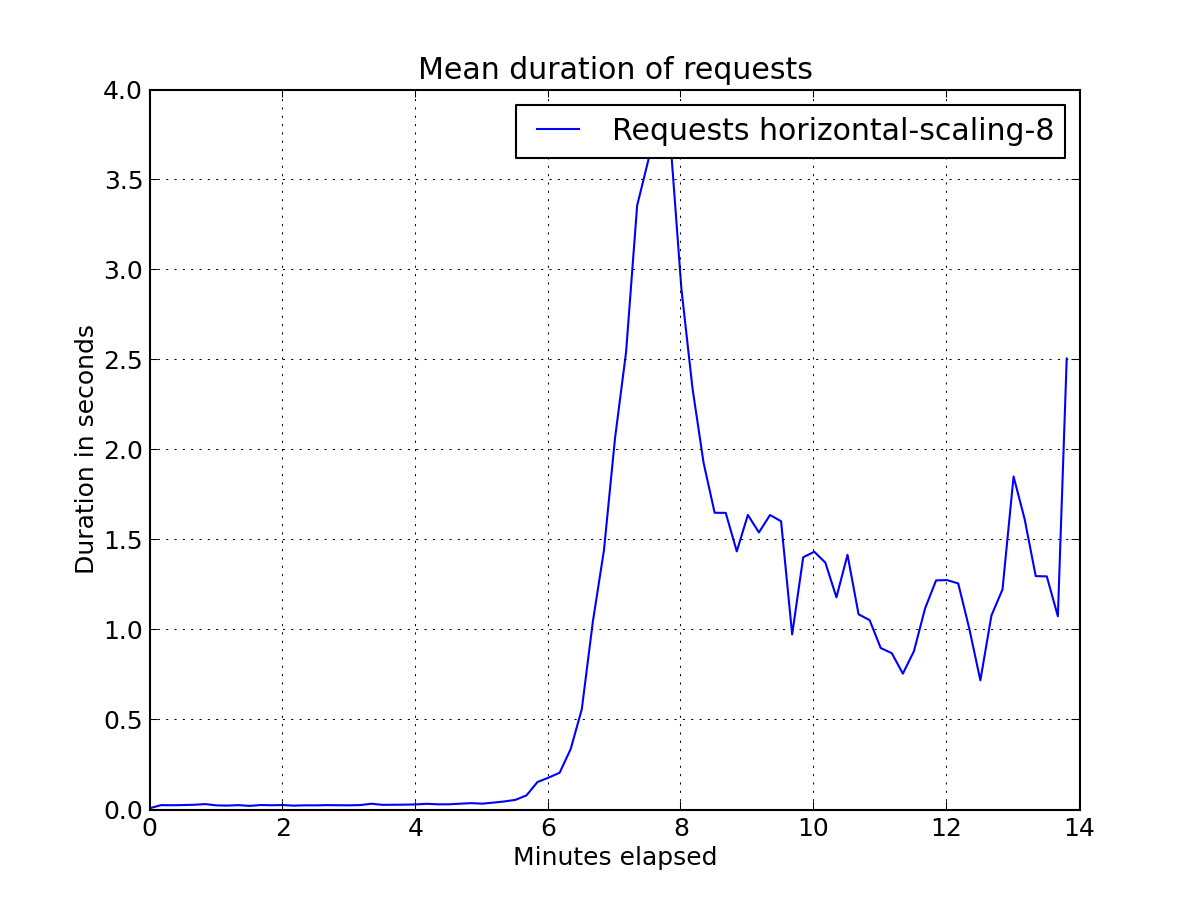 Mean duration of requests
4.0
Requests horizontal-scaling-8
3.5
3.0
2.5
2.0
1.5
1.0
0.5
0.0
Duration in seconds
0 2 4 6 8 10 12 14
Minutes elapsed